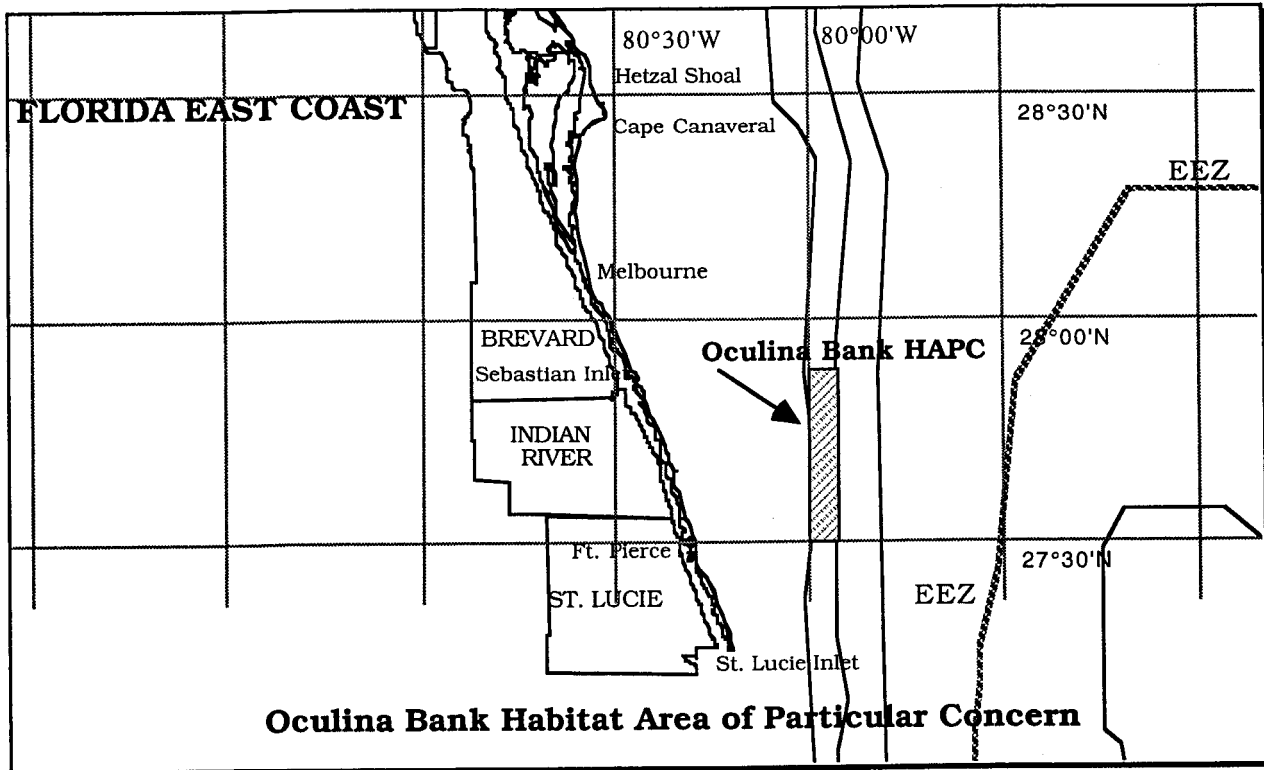 80°30'W
80°00'W
Hetzal Shoal
FLORIDA EAST COAST
28°30'N
Cape Canaveral
EEZ
Melbourne
28°00'N
BREVARD
Oculina Bank HAPC
Sebastian Inlet
INDIAN
RIVER
Ft. Pierce
27°30'N
ST. LUCIE
EEZ
St. Lucie Inlet
Oculina Bank Habitat Area of Particular Concern